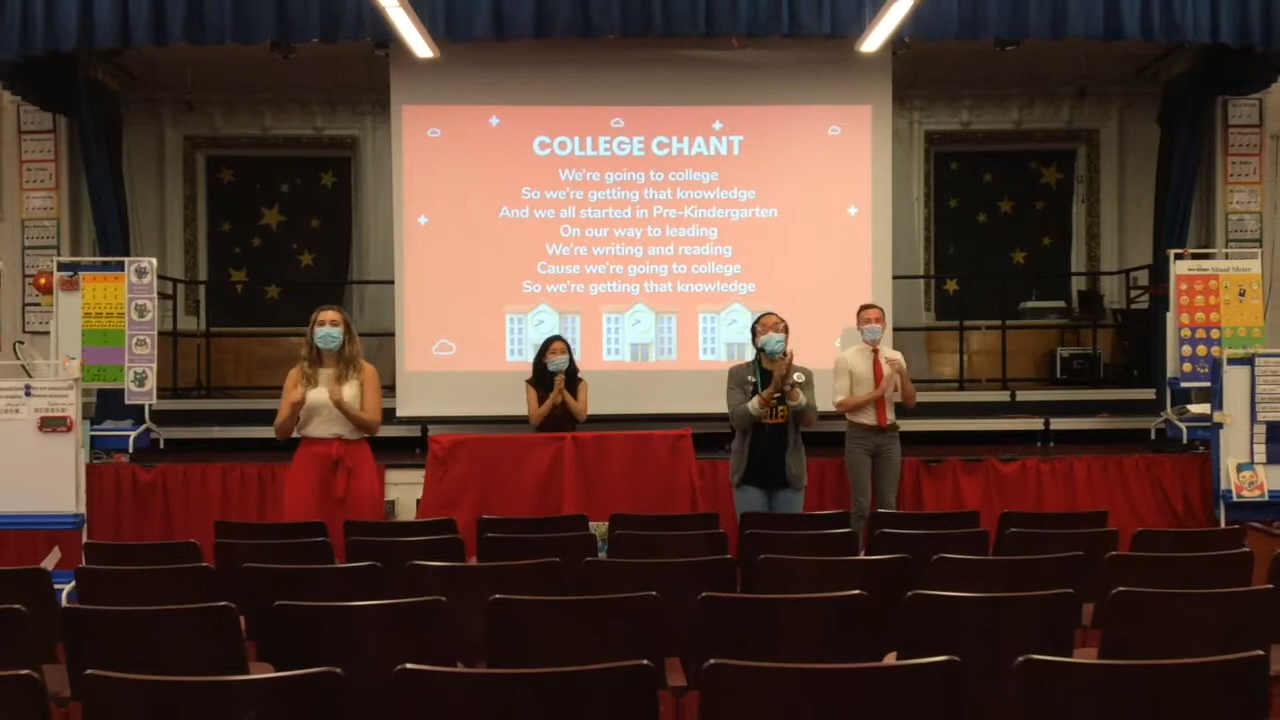 COLLEGE CHANT
We're going to college
So we're getting that knowledge
And we all started in Pre-Kindergarten
On our way to leading
We're writing and reading
Cause we're going to college
So we're getting that knowledge
Mood Meter